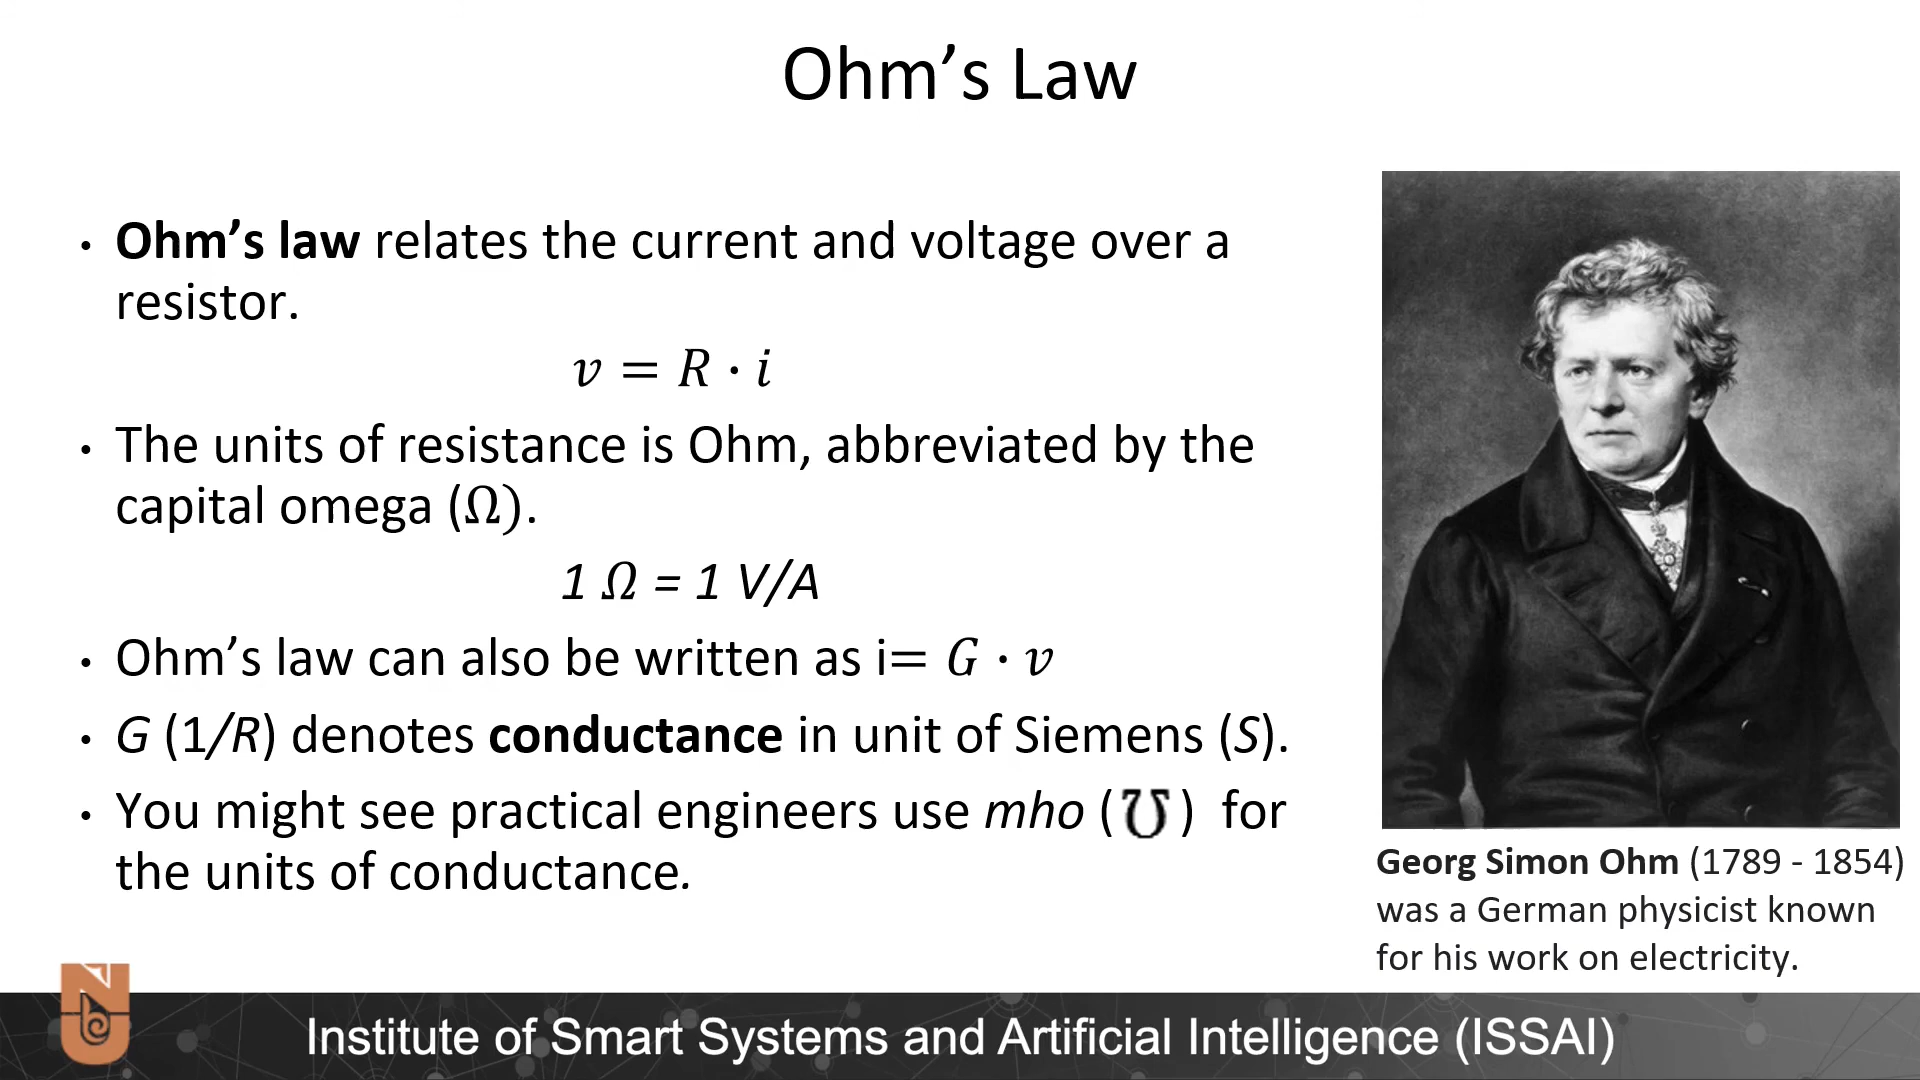 Ohm’s Law
• Ohm’s law relates the current and voltage over a
resistor.
𝑣 = 𝑅 · 𝑖
• The units of resistance is Ohm, abbreviated by the
capital omega (Ω).
1 Ω = 1 V/A
• Ohm’s law can also be written as i= 𝐺 · 𝑣
• G (1/R) denotes conductance in unit of Siemens (S).
• You might see practical engineers use mho (℧) for
the units of conductance.
Georg Simon Ohm (1789 - 1854)
was a German physicist known
for his work on electricity.
Institute of Smart Systems and Artificial Intelligence (ISSAI)